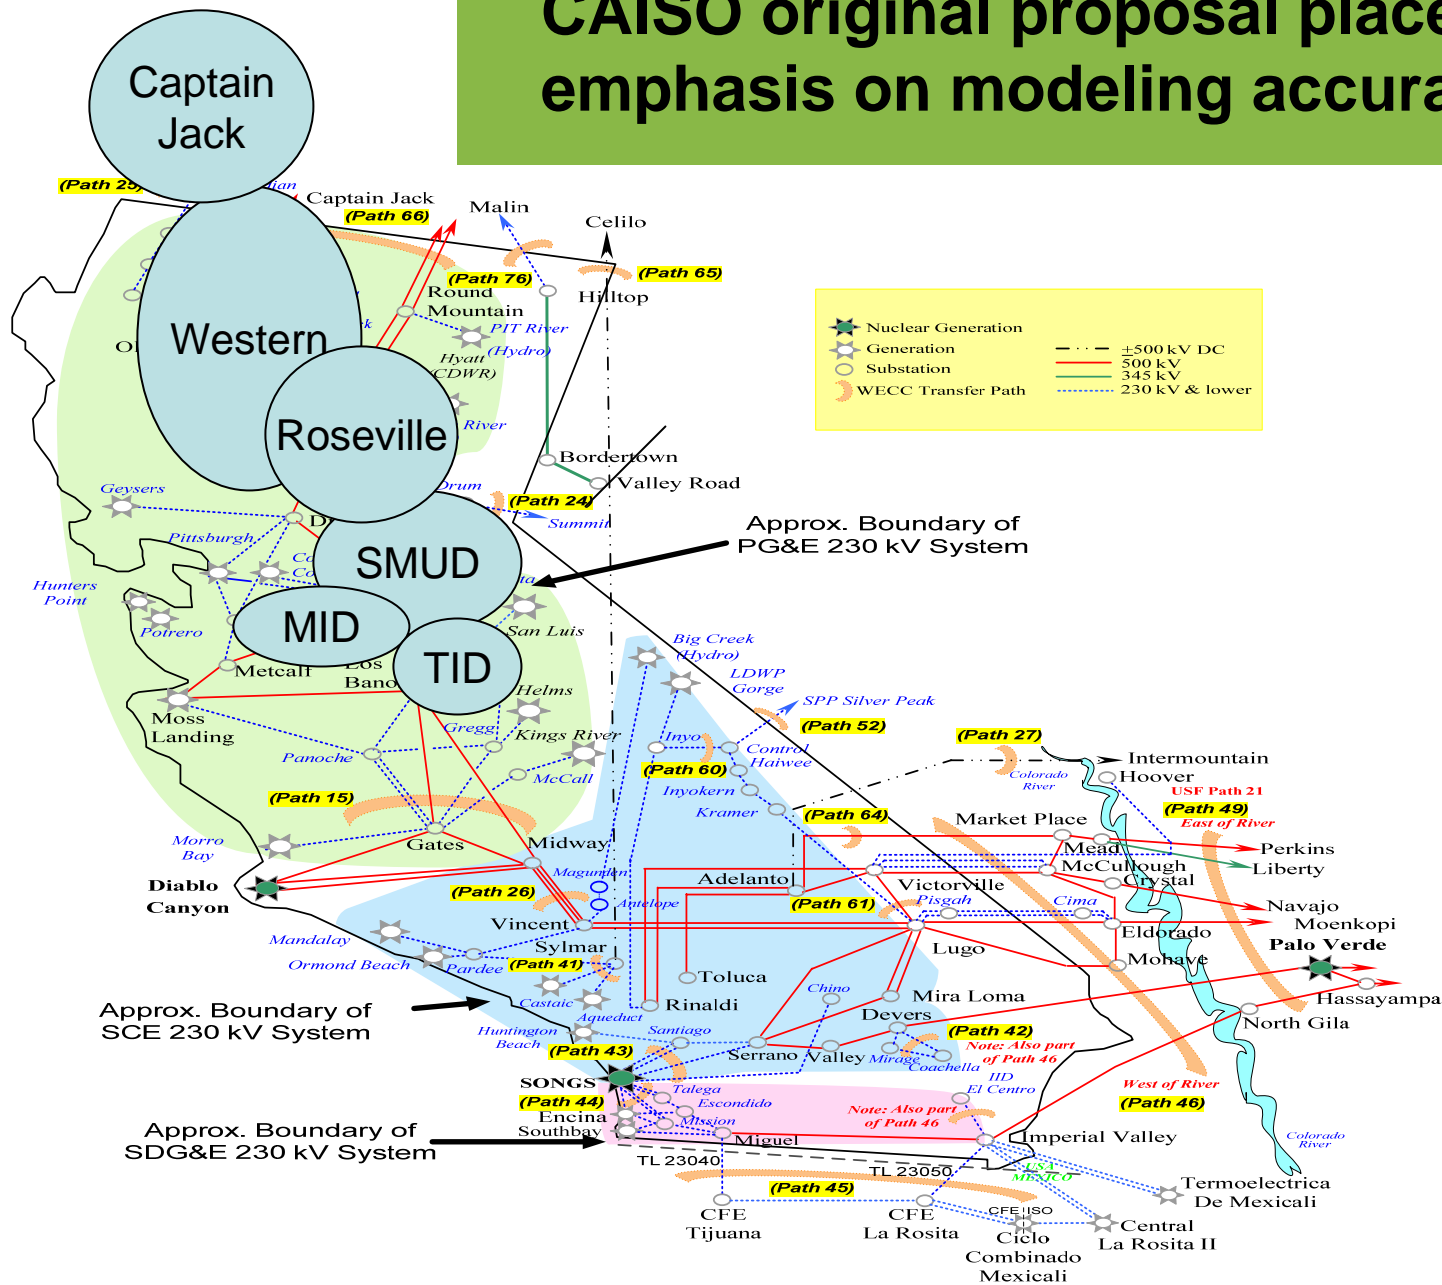 CAISO original proposal place
emphasis on modeling accura
Captain
Jack
(Path 25)
Captain Jack
(Path 66)
Malin
Celilo
(Path 76)
(Path 65)
Round
Mountain
Hilltop
PIT River
(Hydro)
Hyatt
(CDWR)
Western
Roseville
River
Nuclear Generation
Generation
Substation
WECC Transfer Path
±500 kV DC
500 kV
345 kV
230 kV & lower
Bordertown
Valley Road
Geysers
Drum
(Path 24)
Summit
Pittsburgh
SMUD
Approx. Boundary of
PG&E 230 kV System
Hunters
Point
Potrero
MID
San Luis
Metcalf
Los
Bano
TID
Big Creek
(Hydro)
LDWP
Gorge
SPP Silver Peak
Moss
Landing
Helms
Gregg
Kings River
Panoche
McCall
Inyo
Control
Haiwee
(Path 52)
(Path 60)
Inyokern
Kramer
(Path 27)
Intermountain
Colorado
River
Hoover
USF Path 21
(Path 49)
East of River
(Path 15)
(Path 64)
Market Place
Morro
Bay
Gates
Midway
Mead
Perkins
McCullough
Liberty
Diablo
Canyon
Magunden
Adelanto
Victorville
Crystal
(Path 26)
Antelope
(Path 61)
Pisgah
Cima
Navajo
Vincent
Lugo
Eldorado
Moenkopi
Mandalay
Sylmar
Palo Verde
Ormond Beach
Pardee
(Path 41)
Toluca
Mohave
Castaic
Aqueduct
Rinaldi
Chino
Mira Loma
Hassayampa
Approx. Boundary of
SCE 230 kV System
Huntington
Beach
Santiago
Devers
(Path 42)
North Gila
(Path 43)
Serrano
Valley
Mirage
Coachella
Note: Also part
of Path 46
SONGS
Talega
IID
El Centro
West of River
(Path 46)
(Path 44)
Escondido
Encina
Mission
Note: Also part
of Path 46
Southbay
Miguel
Imperial Valley
Colorado
River
Approx. Boundary of
SDG&E 230 kV System
TL 23040
TL 23050
USA
MEXICO
(Path 45)
Termoelectrica
De Mexicali
CFE
Tijuana
CFE
La Rosita
CFE ISO
Ciclo
Combinado
Mexicali
Central
La Rosita II